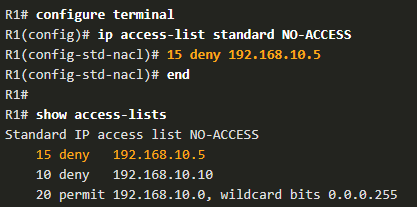 R1# configure terminal
R1(config)# ip access-list standard NO-ACCESS
R1(config-std-nacl)# 15 deny 192.168.10.5
R1(config-std-nacl)# end
R1#
R1# show access-lists
Standard IP access list NO-ACCESS
    15 deny   192.168.10.5
    10 deny   192.168.10.10
    20 permit 192.168.10.0, wildcard bits 0.0.0.255